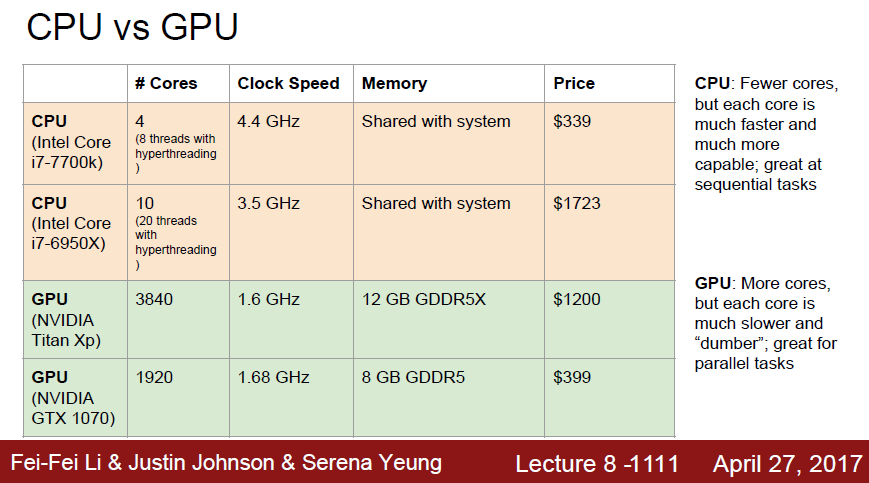 CPU vs GPU
# Cores Clock Speed Memory Price
CPU
(Intel Core
i7-7700k)
4
(8 threads with
hyperthreading
)
4.4 GHz
Shared with system
$339
CPU
(Intel Core
i7-6950X)
10
(20 threads
with
hyperthreading
)
3.5 GHz
Shared with system
$1723
GPU
(NVIDIA
Titan Xp)
3840
1.6 GHz
12 GB GDDR5X
$1200
GPU
(NVIDIA
GTX 1070)
1920
1.68 GHz
8 GB GDDR5
$399
CPU: Fewer cores,
but each core is
much faster and
much more
capable; great at
sequential tasks
GPU: More cores,
but each core is
much slower and
“dumber”; great for
parallel tasks
Fei-Fei Li & Justin Johnson & Serena Yeung Lecture 8 -1111 April 27, 2017